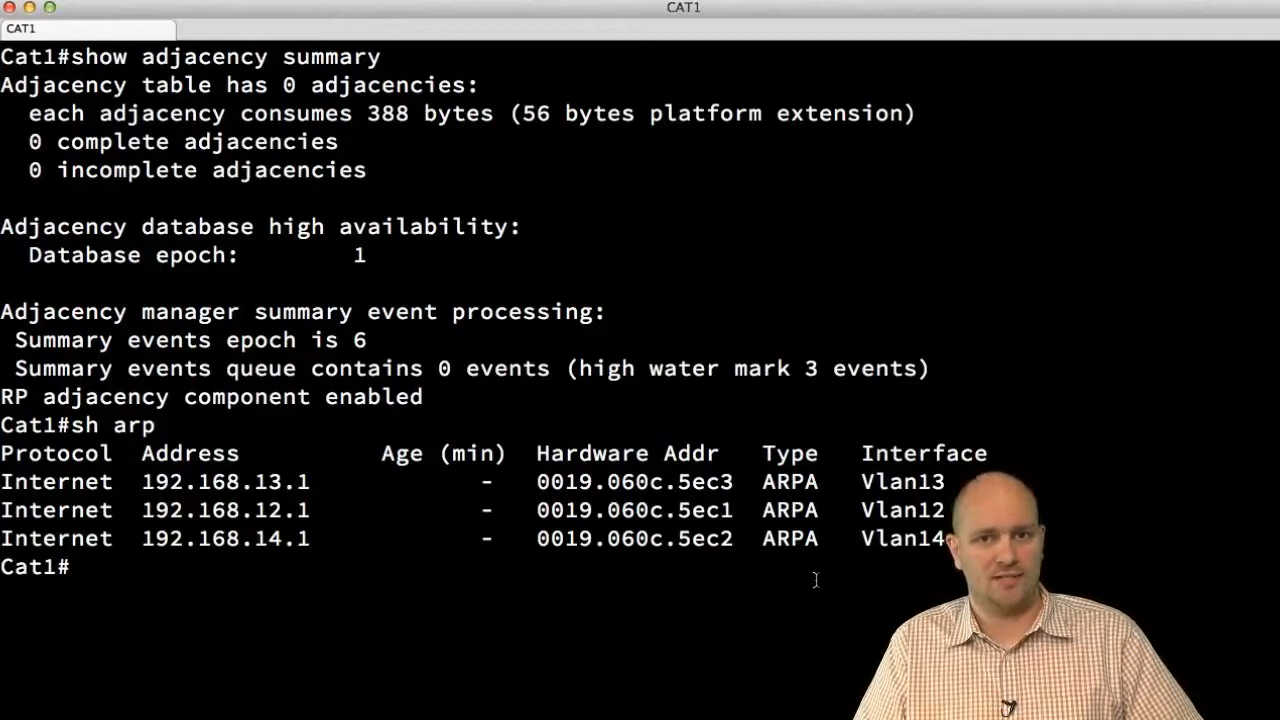 CAT1
CAT1
Cat1#show adjacency summary
Adjacency table has 0 adjacencies:
  each adjacency consumes 388 bytes (56 bytes platform extension)
  0 complete adjacencies
  0 incomplete adjacencies
Adjacency database high availability:
  Database epoch:        1
Adjacency manager summary event processing:
 Summary events epoch is 6
 Summary events queue contains 0 events (high water mark 3 events)
RP adjacency component enabled
Cat1#sh arp
Protocol  Address          Age (min)  Hardware Addr   Type   Interface
Internet  192.168.13.1            -   0019.060c.5ec3  ARPA   Vlan13
Internet  192.168.12.1            -   0019.060c.5ec1  ARPA   Vlan12
Internet  192.168.14.1            -   0019.060c.5ec2  ARPA   Vlan14
Cat1#